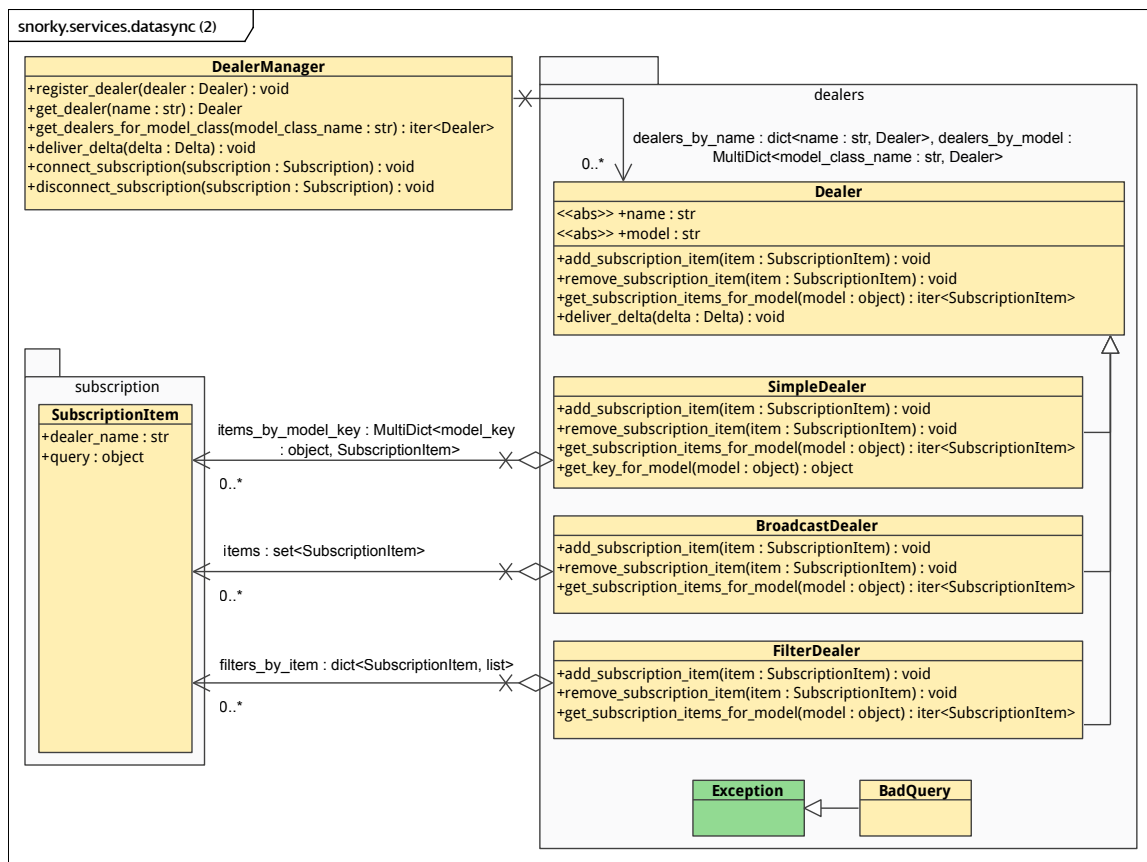 snorky.services.datasync (2)
DealerManager
+register_dealer(dealer : Dealer) : void
+get_dealer(name : str) : Dealer
+get_dealers_for_model_class(model_class_name : str) : iter<Dealer>
+deliver_delta(delta : Delta) : void
+connect_subscription(subscription : Subscription) : void
+disconnect_subscription(subscription : Subscription) : void
dealers
dealers_by_name : dict<name : str, Dealer>, dealers_by_model :
MultiDict<model_class_name : str, Dealer>
0..*
Dealer
<<abs>> +name : str
<<abs>> +model : str
+add_subscription_item(item : SubscriptionItem) : void
+remove_subscription_item(item : SubscriptionItem) : void
+get_subscription_items_for_model(model : object) : iter<SubscriptionItem>
+deliver_delta(delta : Delta) : void
subscription
SubscriptionItem
+dealer_name : str
+query : object
items_by_model_key : MultiDict<model_key
: object, SubscriptionItem>
0..*
SimpleDealer
+add_subscription_item(item : SubscriptionItem) : void
+remove_subscription_item(item : SubscriptionItem) : void
+get_subscription_items_for_model(model : object) : iter<SubscriptionItem>
+get_key_for_model(model : object) : object
items : set<SubscriptionItem>
0..*
BroadcastDealer
+add_subscription_item(item : SubscriptionItem) : void
+remove_subscription_item(item : SubscriptionItem) : void
+get_subscription_items_for_model(model : object) : iter<SubscriptionItem>
filters_by_item : dict<SubscriptionItem, list>
0..*
FilterDealer
+add_subscription_item(item : SubscriptionItem) : void
+remove_subscription_item(item : SubscriptionItem) : void
+get_subscription_items_for_model(model : object) : iter<SubscriptionItem>
Exception
BadQuery